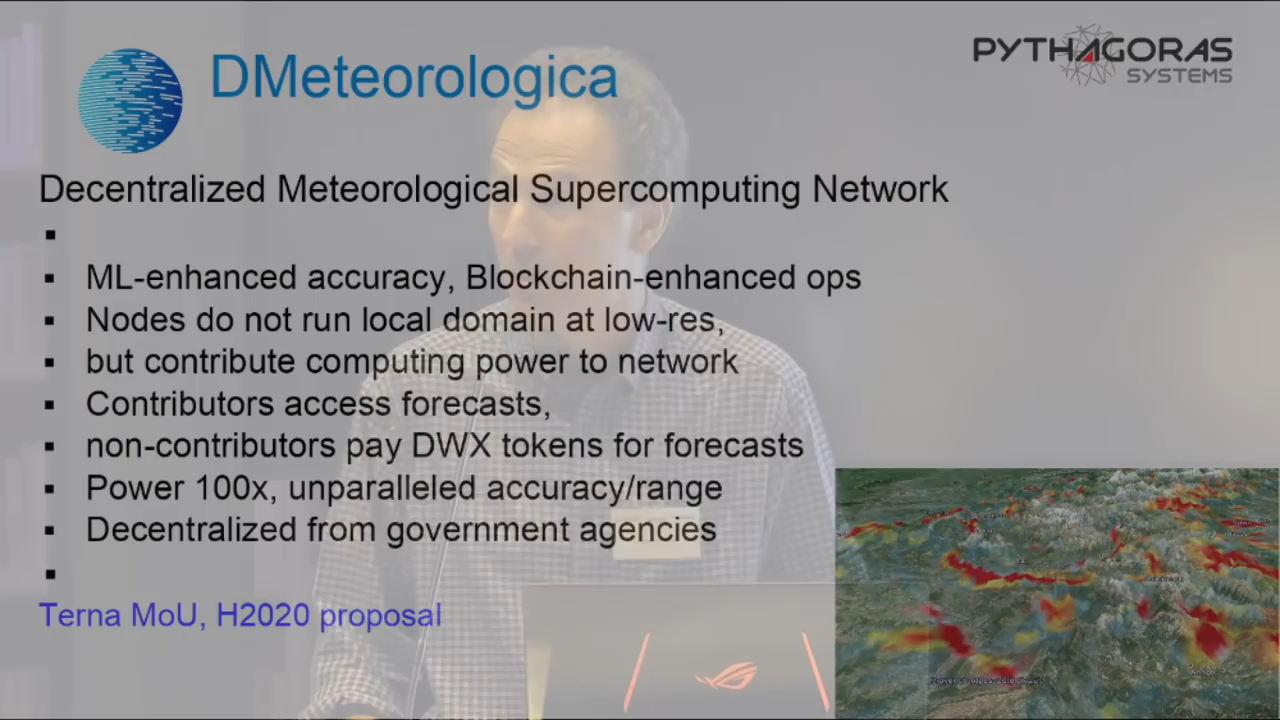 DMeteorologica
PYTHAGORAS
SYSTEMS
Decentralized Meteorological Supercomputing Network
ML-enhanced accuracy, Blockchain-enhanced ops
Nodes do not run local domain at low-res,
but contribute computing power to network
Contributors access forecasts,
non-contributors pay DWX tokens for forecasts
Power 100x, unparalleled accuracy/range
Decentralized from government agencies
Terna MoU, H2020 proposal